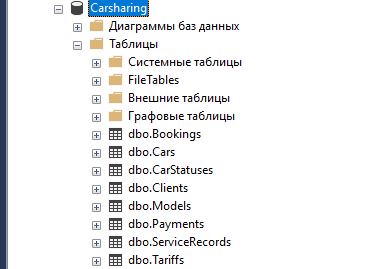 Carsharing
Диаграммы баз данных
Таблицы
Системные таблицы
FileTables
Внешние таблицы
Графовые таблицы
dbo.Bookings
dbo.Cars
dbo.CarStatuses
dbo.Clients
dbo.Models
dbo.Payments
dbo.ServiceRecords
dbo.Tariffs